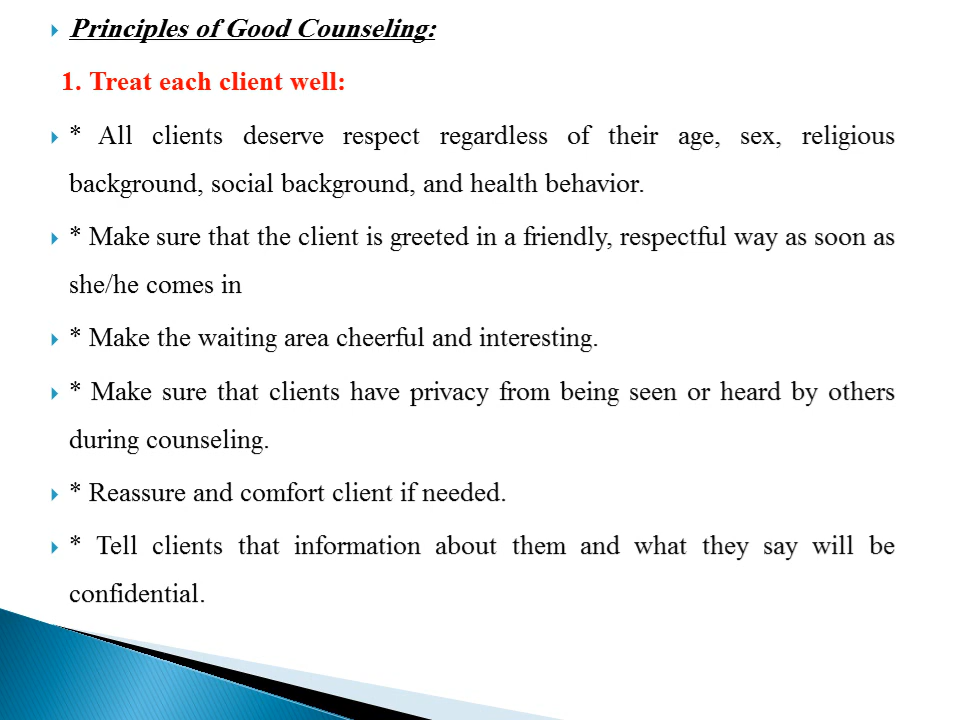 Principles of Good Counseling:
1. Treat each client well:
* All clients deserve respect regardless of their age, sex, religious
background, social background, and health behavior.
* Make sure that the client is greeted in a friendly, respectful way as soon as
she/he comes in
* Make the waiting area cheerful and interesting.
* Make sure that clients have privacy from being seen or heard by others
during counseling.
* Reassure and comfort client if needed.
* Tell clients that information about them and what they say will be
confidential.